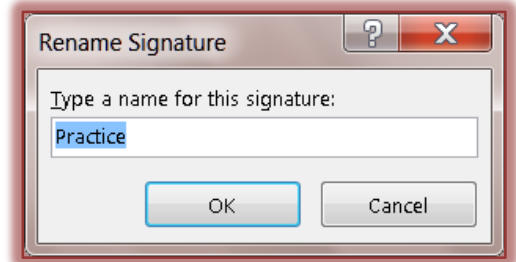 Rename Signature
Type a name for this signature:
Practice
OK Cancel